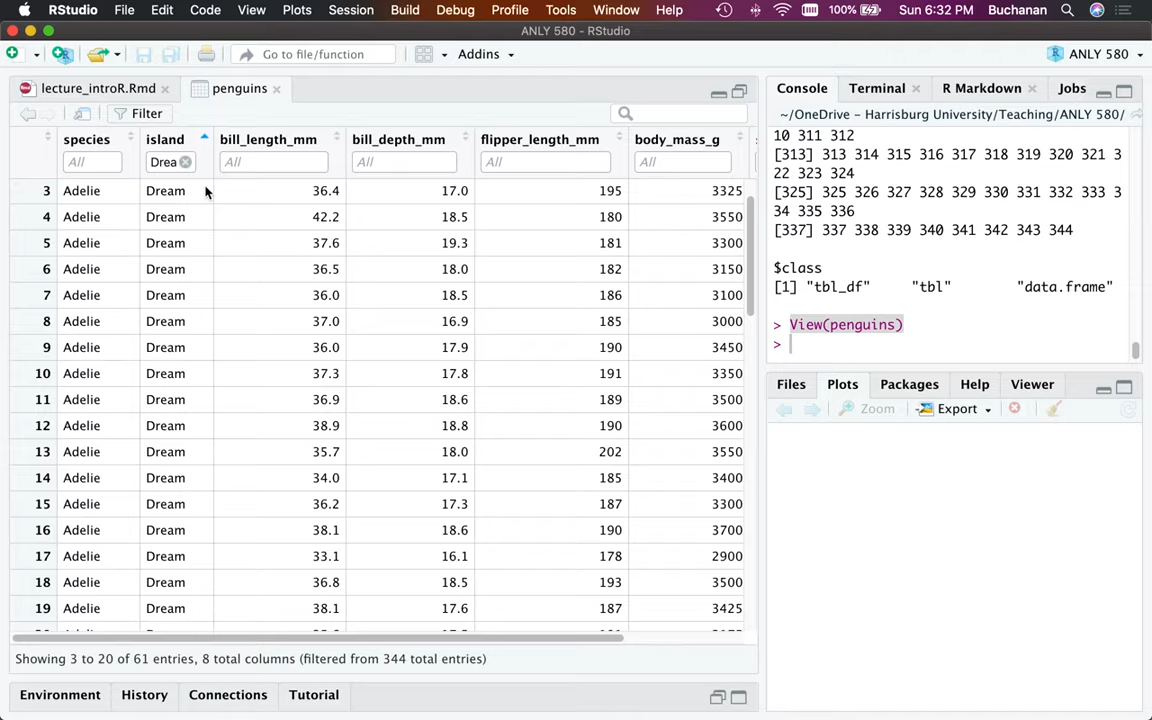 RStudio File Edit Code View Plots Session Build Debug Profile Tools Window Help 100% Sun 6:32 PM Buchanan
ANLY 580 - RStudio
Go to file/function Addins ANLY 580
lecture_introR.Rmd penguins
Filter
species island bill_length_mm bill_depth_mm flipper_length_mm body_mass_g
All Drea All All All All
3 Adelie Dream 36.4 17.0 195 3325
4 Adelie Dream 42.2 18.5 180 3550
5 Adelie Dream 37.6 19.3 181 3300
6 Adelie Dream 36.5 18.0 182 3150
7 Adelie Dream 36.0 18.5 186 3100
8 Adelie Dream 37.0 16.9 185 3000
9 Adelie Dream 36.0 17.9 190 3450
10 Adelie Dream 37.3 17.8 191 3350
11 Adelie Dream 36.9 18.6 189 3500
12 Adelie Dream 38.9 18.8 190 3600
13 Adelie Dream 35.7 18.0 202 3550
14 Adelie Dream 34.0 17.1 185 3400
15 Adelie Dream 36.2 17.3 187 3300
16 Adelie Dream 38.1 18.6 190 3700
17 Adelie Dream 33.1 16.1 178 2900
18 Adelie Dream 36.8 18.5 193 3500
19 Adelie Dream 38.1 17.6 187 3425
Showing 3 to 20 of 61 entries, 8 total columns (filtered from 344 total entries)
Environment History Connections Tutorial
Console Terminal R Markdown Jobs
~/OneDrive - Harrisburg University/Teaching/ANLY 580/
10 311 312
[313] 313 314 315 316 317 318 319 320 321 3
22 323 324
[325] 325 326 327 328 329 330 331 332 333 3
34 335 336
[337] 337 338 339 340 341 342 343 344
$class
[1] "tbl_df" "tbl" "data.frame"
> View(penguins)
>
Files Plots Packages Help Viewer
Zoom Export